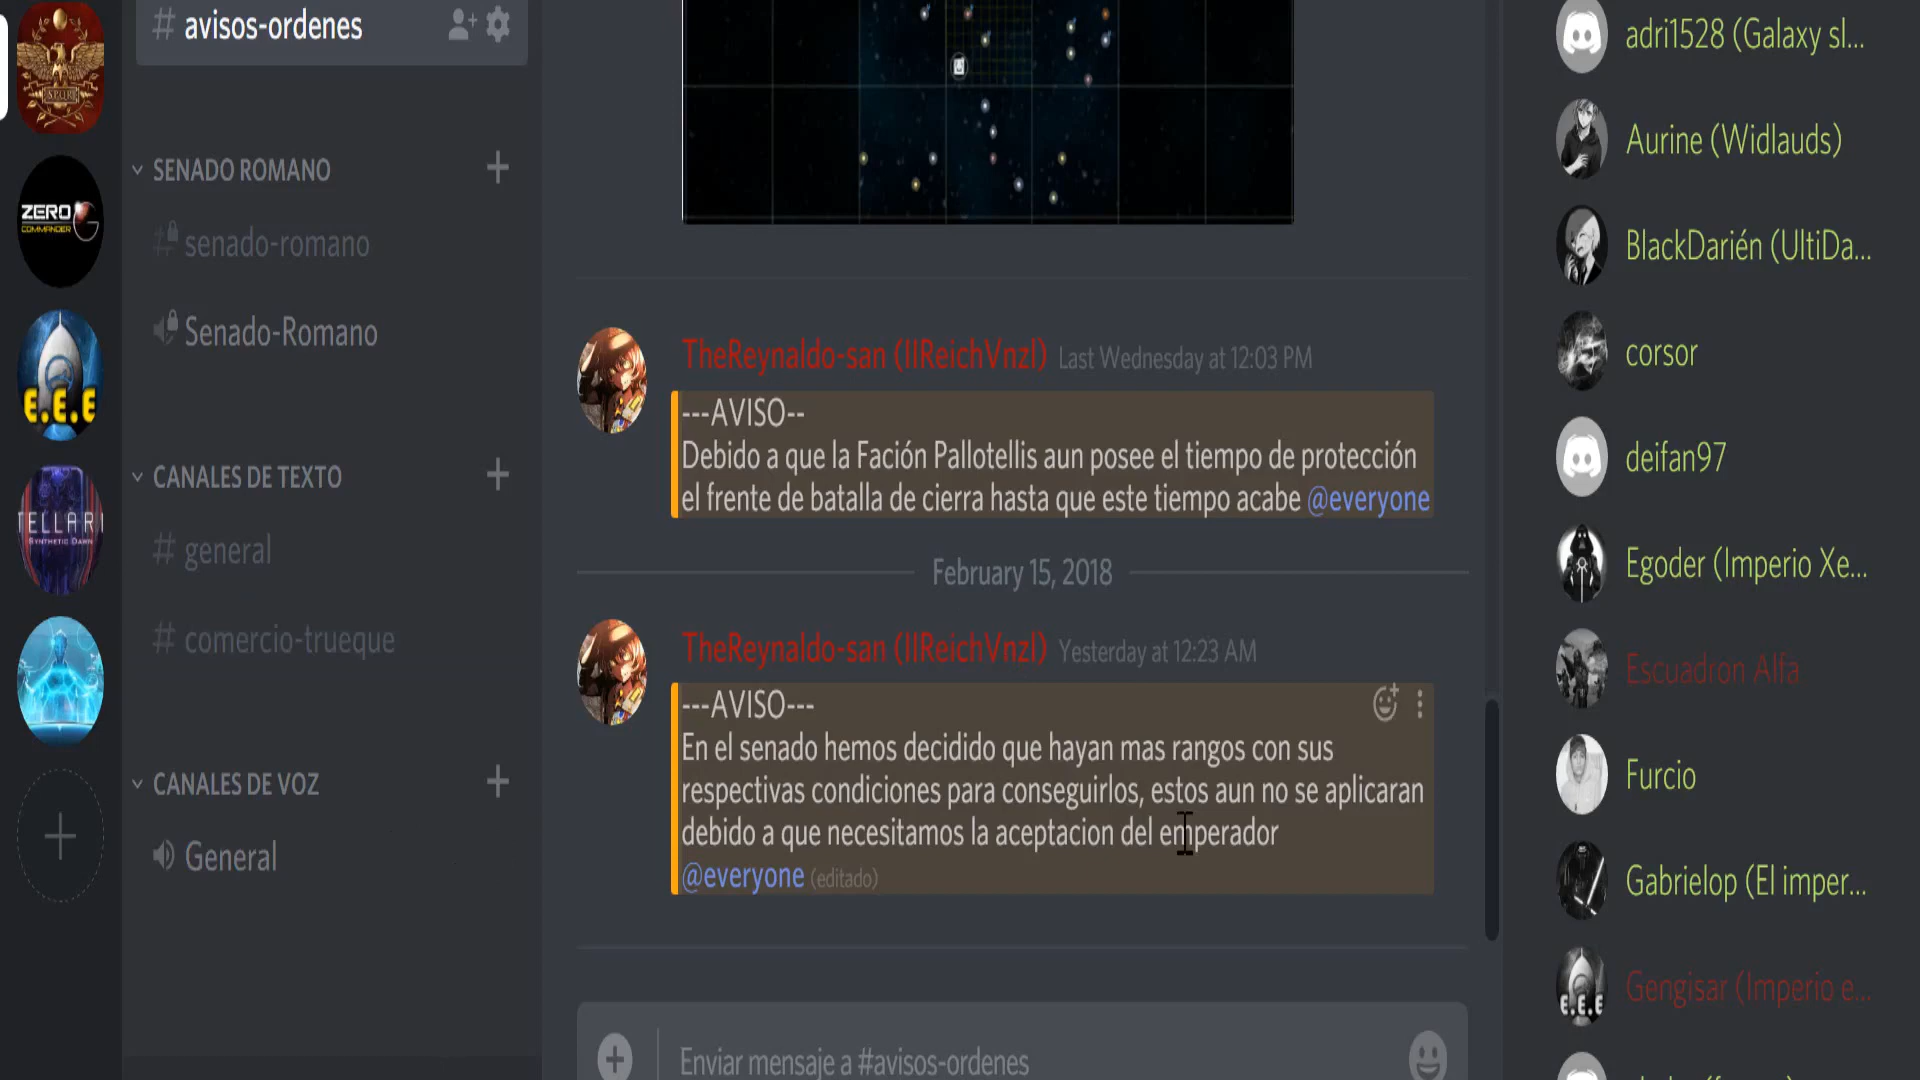 # avisos-ordenes
SENADO ROMANO
senado-romano
Senado-Romano
CANALES DE TEXTO
# general
# comercio-trueque
CANALES DE VOZ
General
S.P.Q.R
ZERO
COMMANDER
E.E.E
TELLARI
SYNTHETIC DAWN
TheReynaldo-san (IIReichVnzl) Last Wednesday at 12:03 PM
---AVISO--
Debido a que la Fación Pallotellis aun posee el tiempo de protección
el frente de batalla de cierra hasta que este tiempo acabe @everyone
February 15, 2018
TheReynaldo-san (IIReichVnzl) Yesterday at 12:23 AM
---AVISO---
En el senado hemos decidido que hayan mas rangos con sus
respectivas condiciones para conseguirlos, estos aun no se aplicaran
debido a que necesitamos la aceptacion del emperador
@everyone (editado)
Enviar mensaje a #avisos-ordenes
adri1528 (Galaxy sl...
Aurine (Widlauds)
BlackDarién (UltiDa...
corsor
deifan97
Egoder (Imperio Xe...
Escuadron Alfa
Furcio
Gabrielop (El imper...
Gengisar (Imperio e...
E.E.E